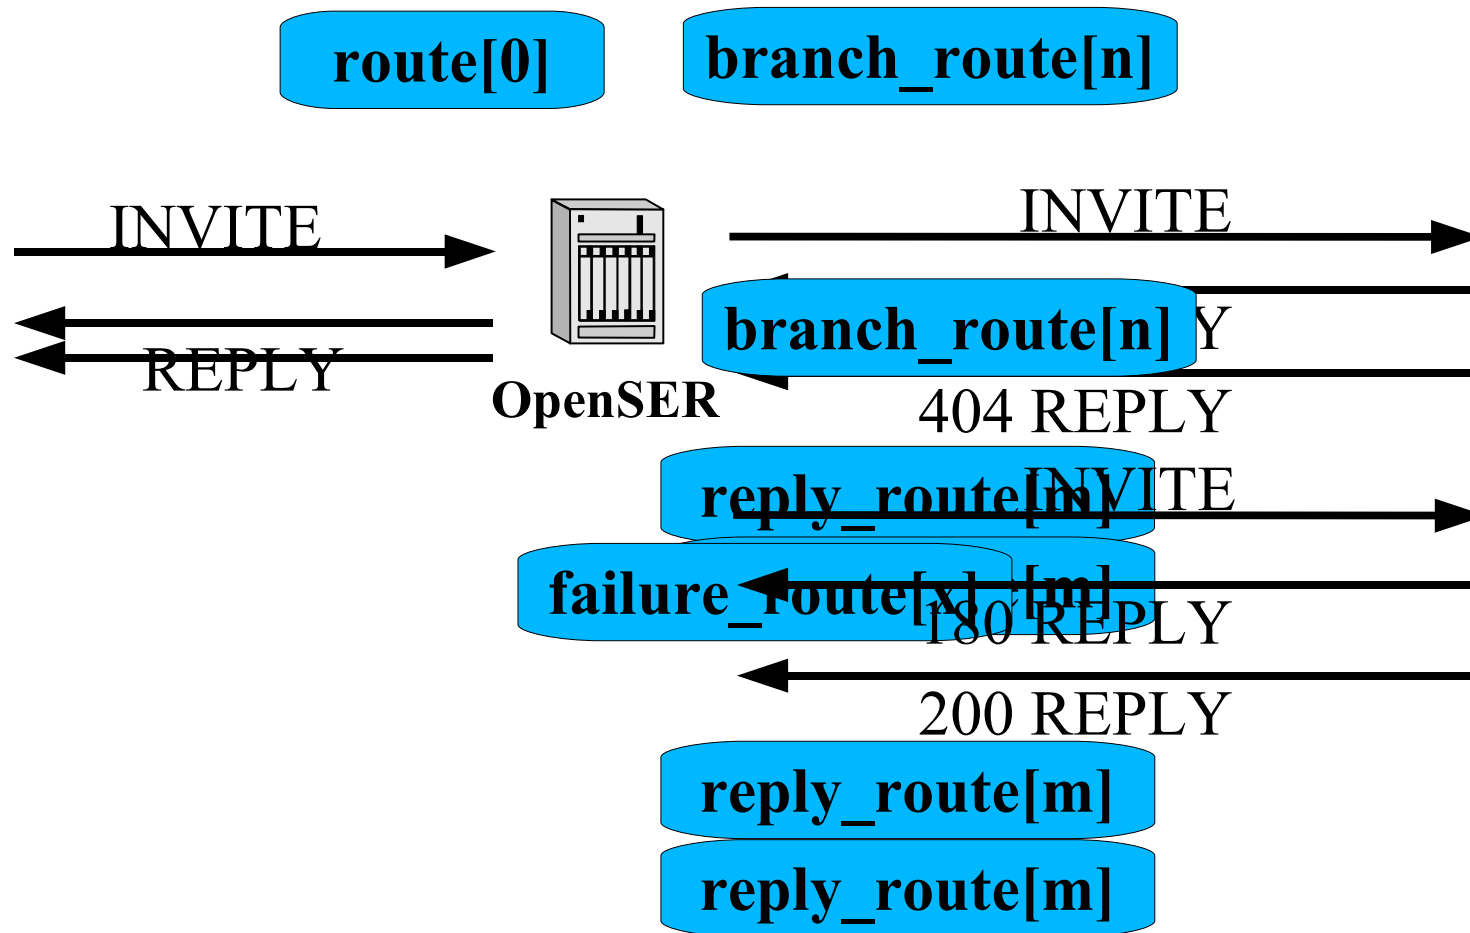 route[0]
branch_route[n]
INVITE
INVITE
branch_route[n]
REPLY
OpenSER
404 REPLY
reply_route[m]
INVITE
failure_route[x]
[m]
180 REPLY
200 REPLY
reply_route[m]
reply_route[m]